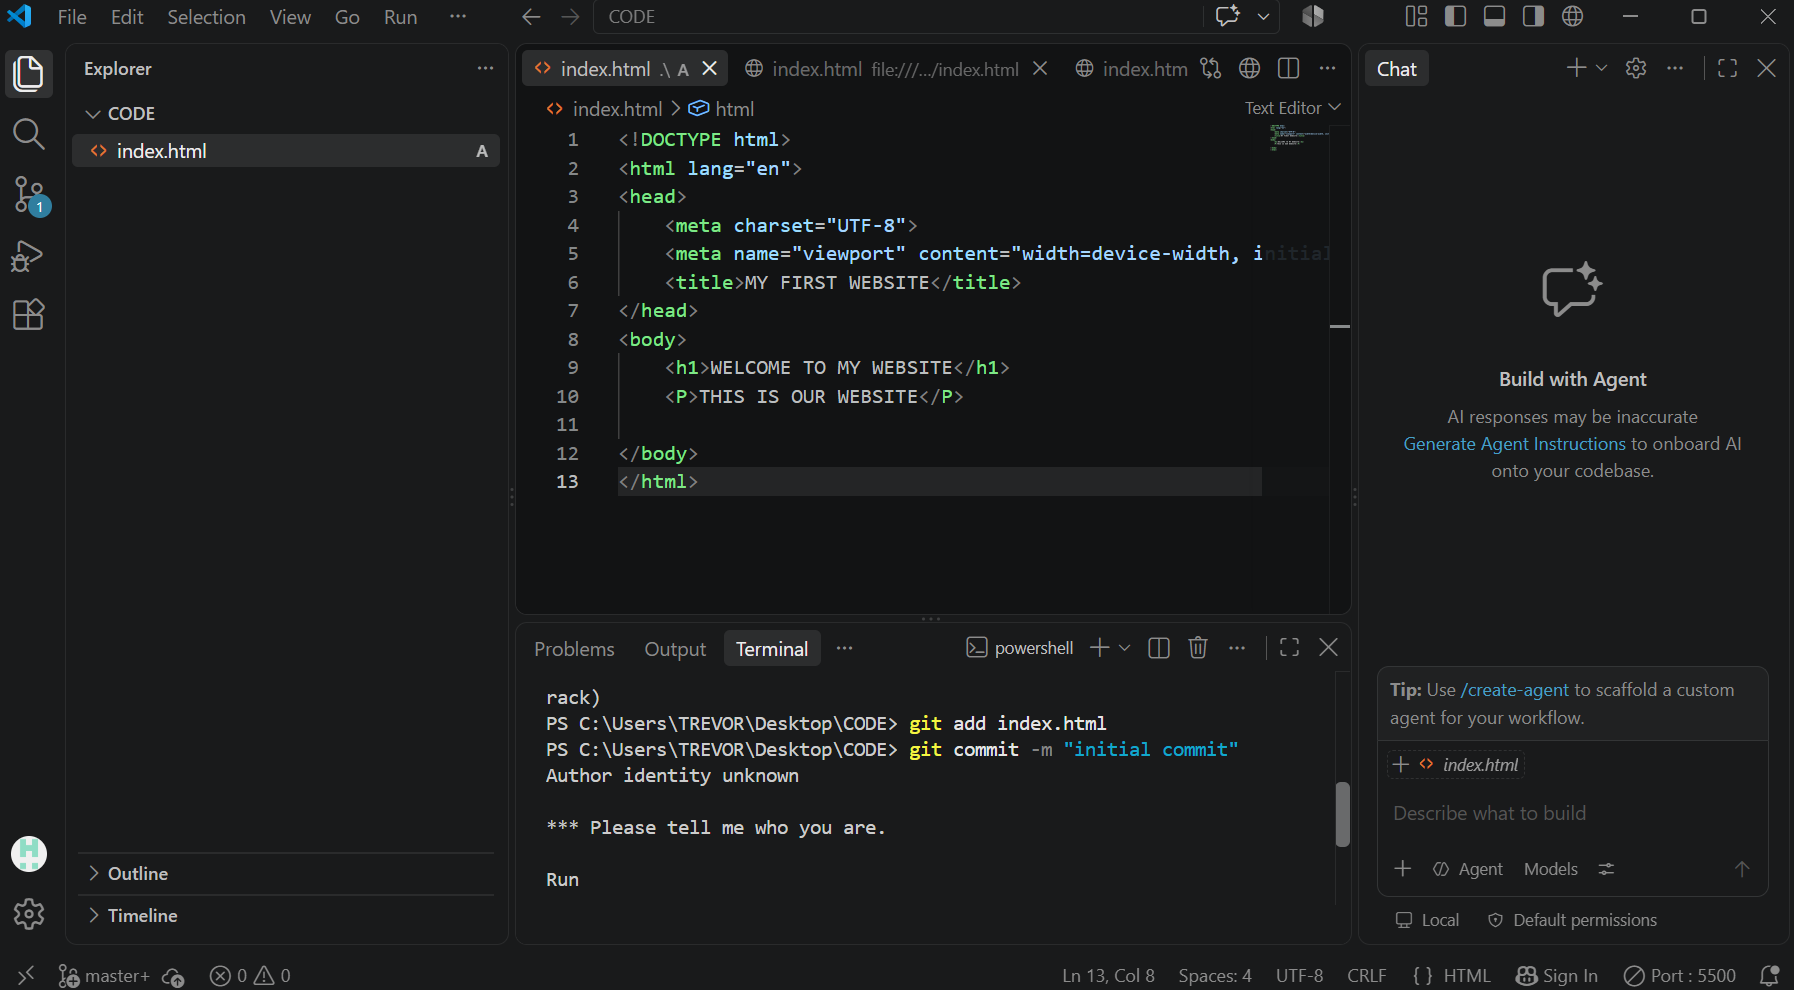 File Edit Selection View Go Run ··· CODE
Explorer ···
CODE
index.html A
1
Outline
Timeline
index.html .\ A index.html file:///.../index.html index.htm ···
index.html > html Text Editor
1 <!DOCTYPE html>
2 <html lang="en">
3 <head>
4 <meta charset="UTF-8">
5 <meta name="viewport" content="width=device-width, initial
6 <title>MY FIRST WEBSITE</title>
7 </head>
8 <body>
9 <h1>WELCOME TO MY WEBSITE</h1>
10 <P>THIS IS OUR WEBSITE</P>
11
12 </body>
13 </html>
Problems Output Terminal ··· powershell ···
rack)
PS C:\Users\TREVOR\Desktop\CODE> git add index.html
PS C:\Users\TREVOR\Desktop\CODE> git commit -m "initial commit"
Author identity unknown
*** Please tell me who you are.
Run
Chat ···
Build with Agent
AI responses may be inaccurate
Generate Agent Instructions to onboard AI
onto your codebase.
Tip: Use /create-agent to scaffold a custom
agent for your workflow.
index.html
Describe what to build
Agent Models
Local Default permissions
master+ 0 0 Ln 13, Col 8 Spaces: 4 UTF-8 CRLF {} HTML Sign In Port : 5500